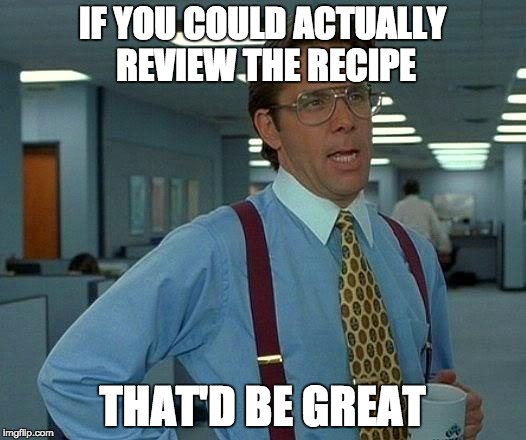 IF YOU COULD ACTUALLY
REVIEW THE RECIPE
THAT'D BE GREAT
imgflip.com